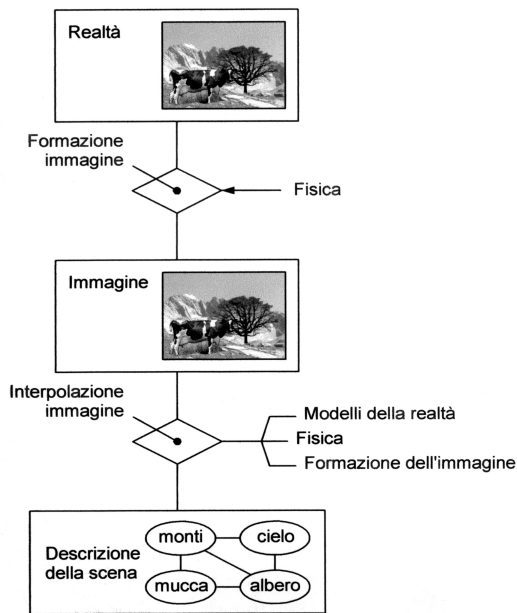 Realtà
Formazione
immagine
Fisica
Immagine
Interpolazione
immagine
Modelli della realtà
Fisica
Formazione dell'immagine
Descrizione
della scena
monti
cielo
mucca
albero